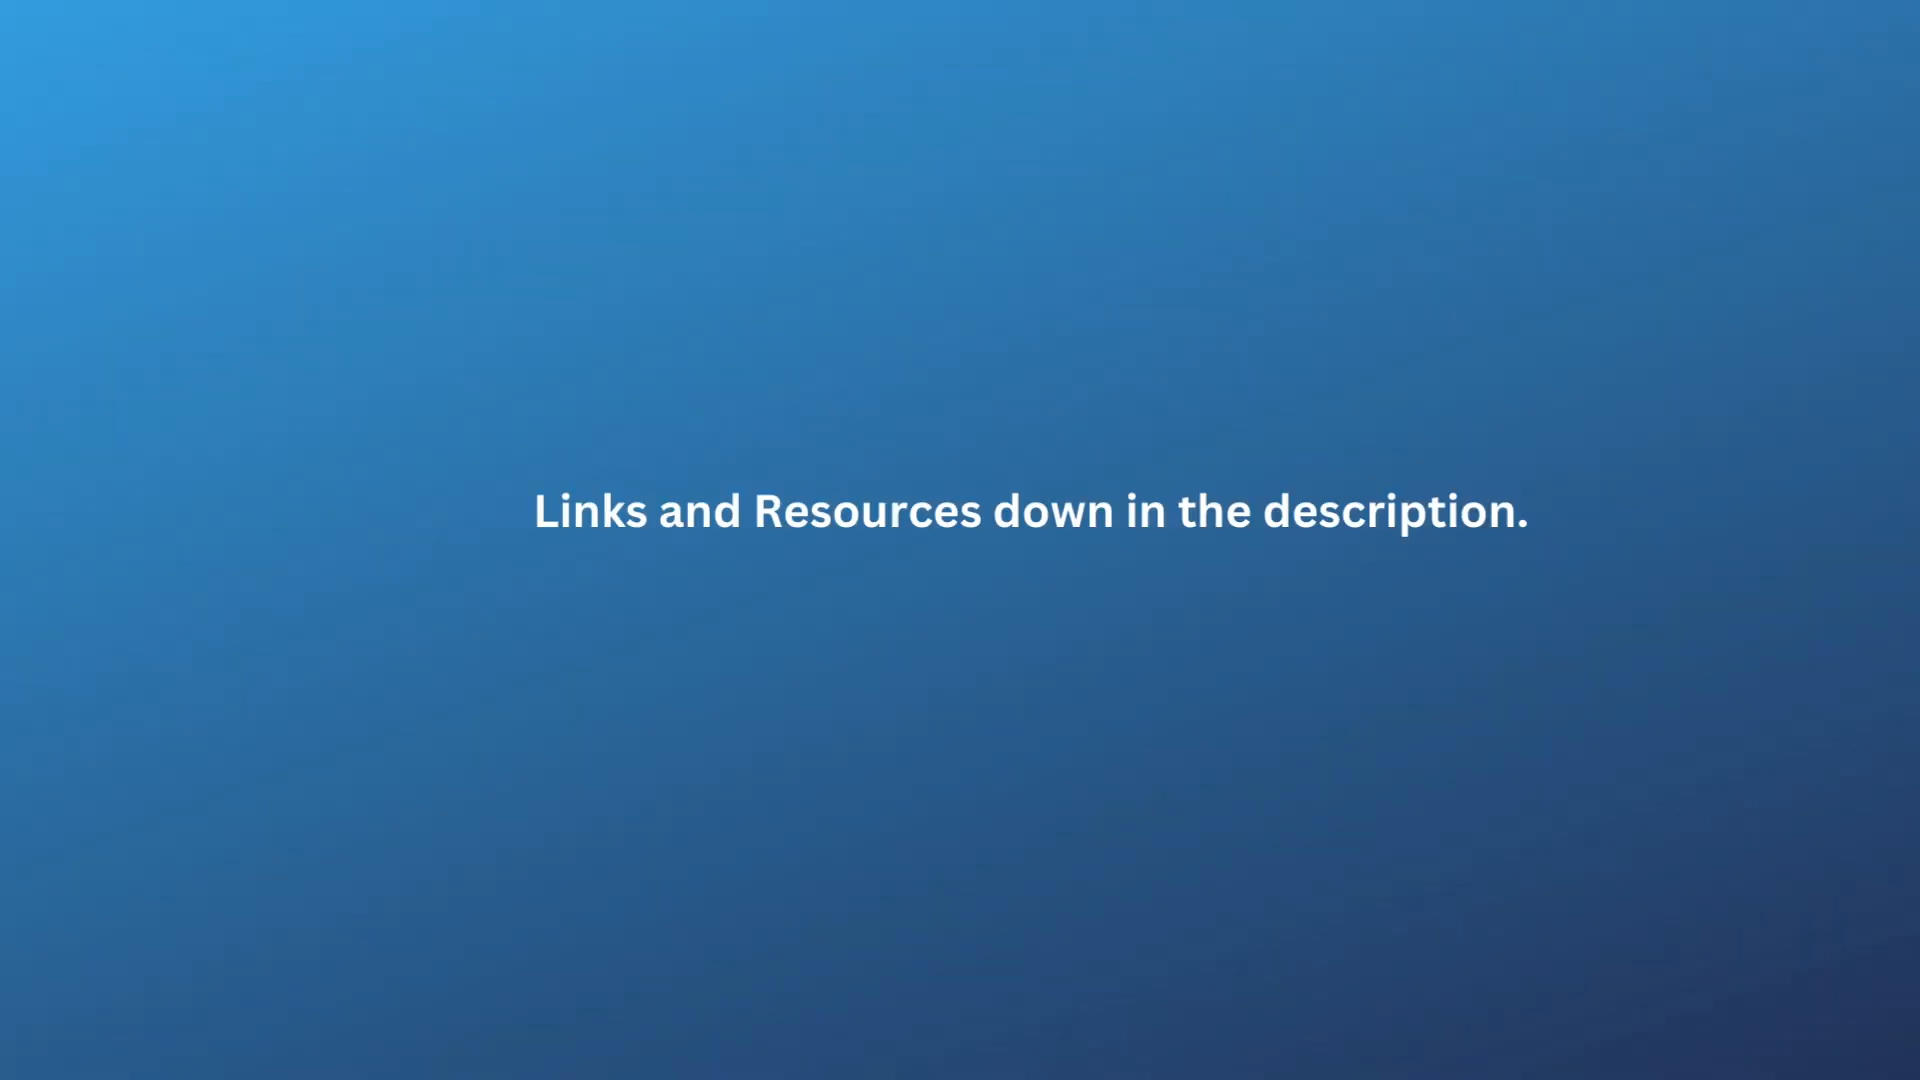 Links and Resources down in the description.